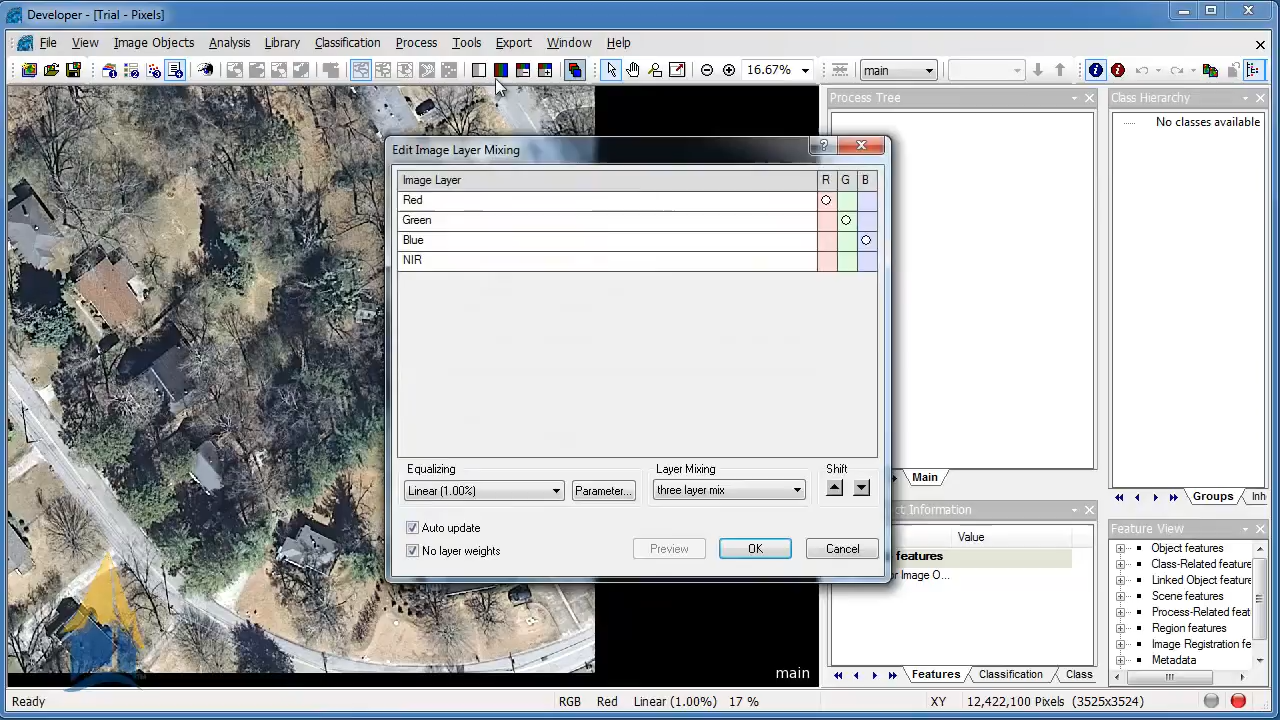 Developer - [Trial - Pixels]
File View Image Objects Analysis Library Classification Process Tools Export Window Help
16.67% main
Process Tree
Class Hierarchy
No classes available
Edit Image Layer Mixing
Image Layer R G B
Red
Green
Blue
NIR
Equalizing
Layer Mixing
Shift
Linear (1.00%)
Parameter...
three layer mix
Auto update
No layer weights
Preview
OK
Cancel
Main
Groups Inh
Information
Value
features
er Image O...
Feature View
Object features
Class-Related feature
Linked Object feature
Scene features
Process-Related feat
Region features
Image Registration fe
Metadata
main
Features Classification Class
Ready
RGB Red Linear (1.00%) 17 %
XY 12,422,100 Pixels (3525x3524)